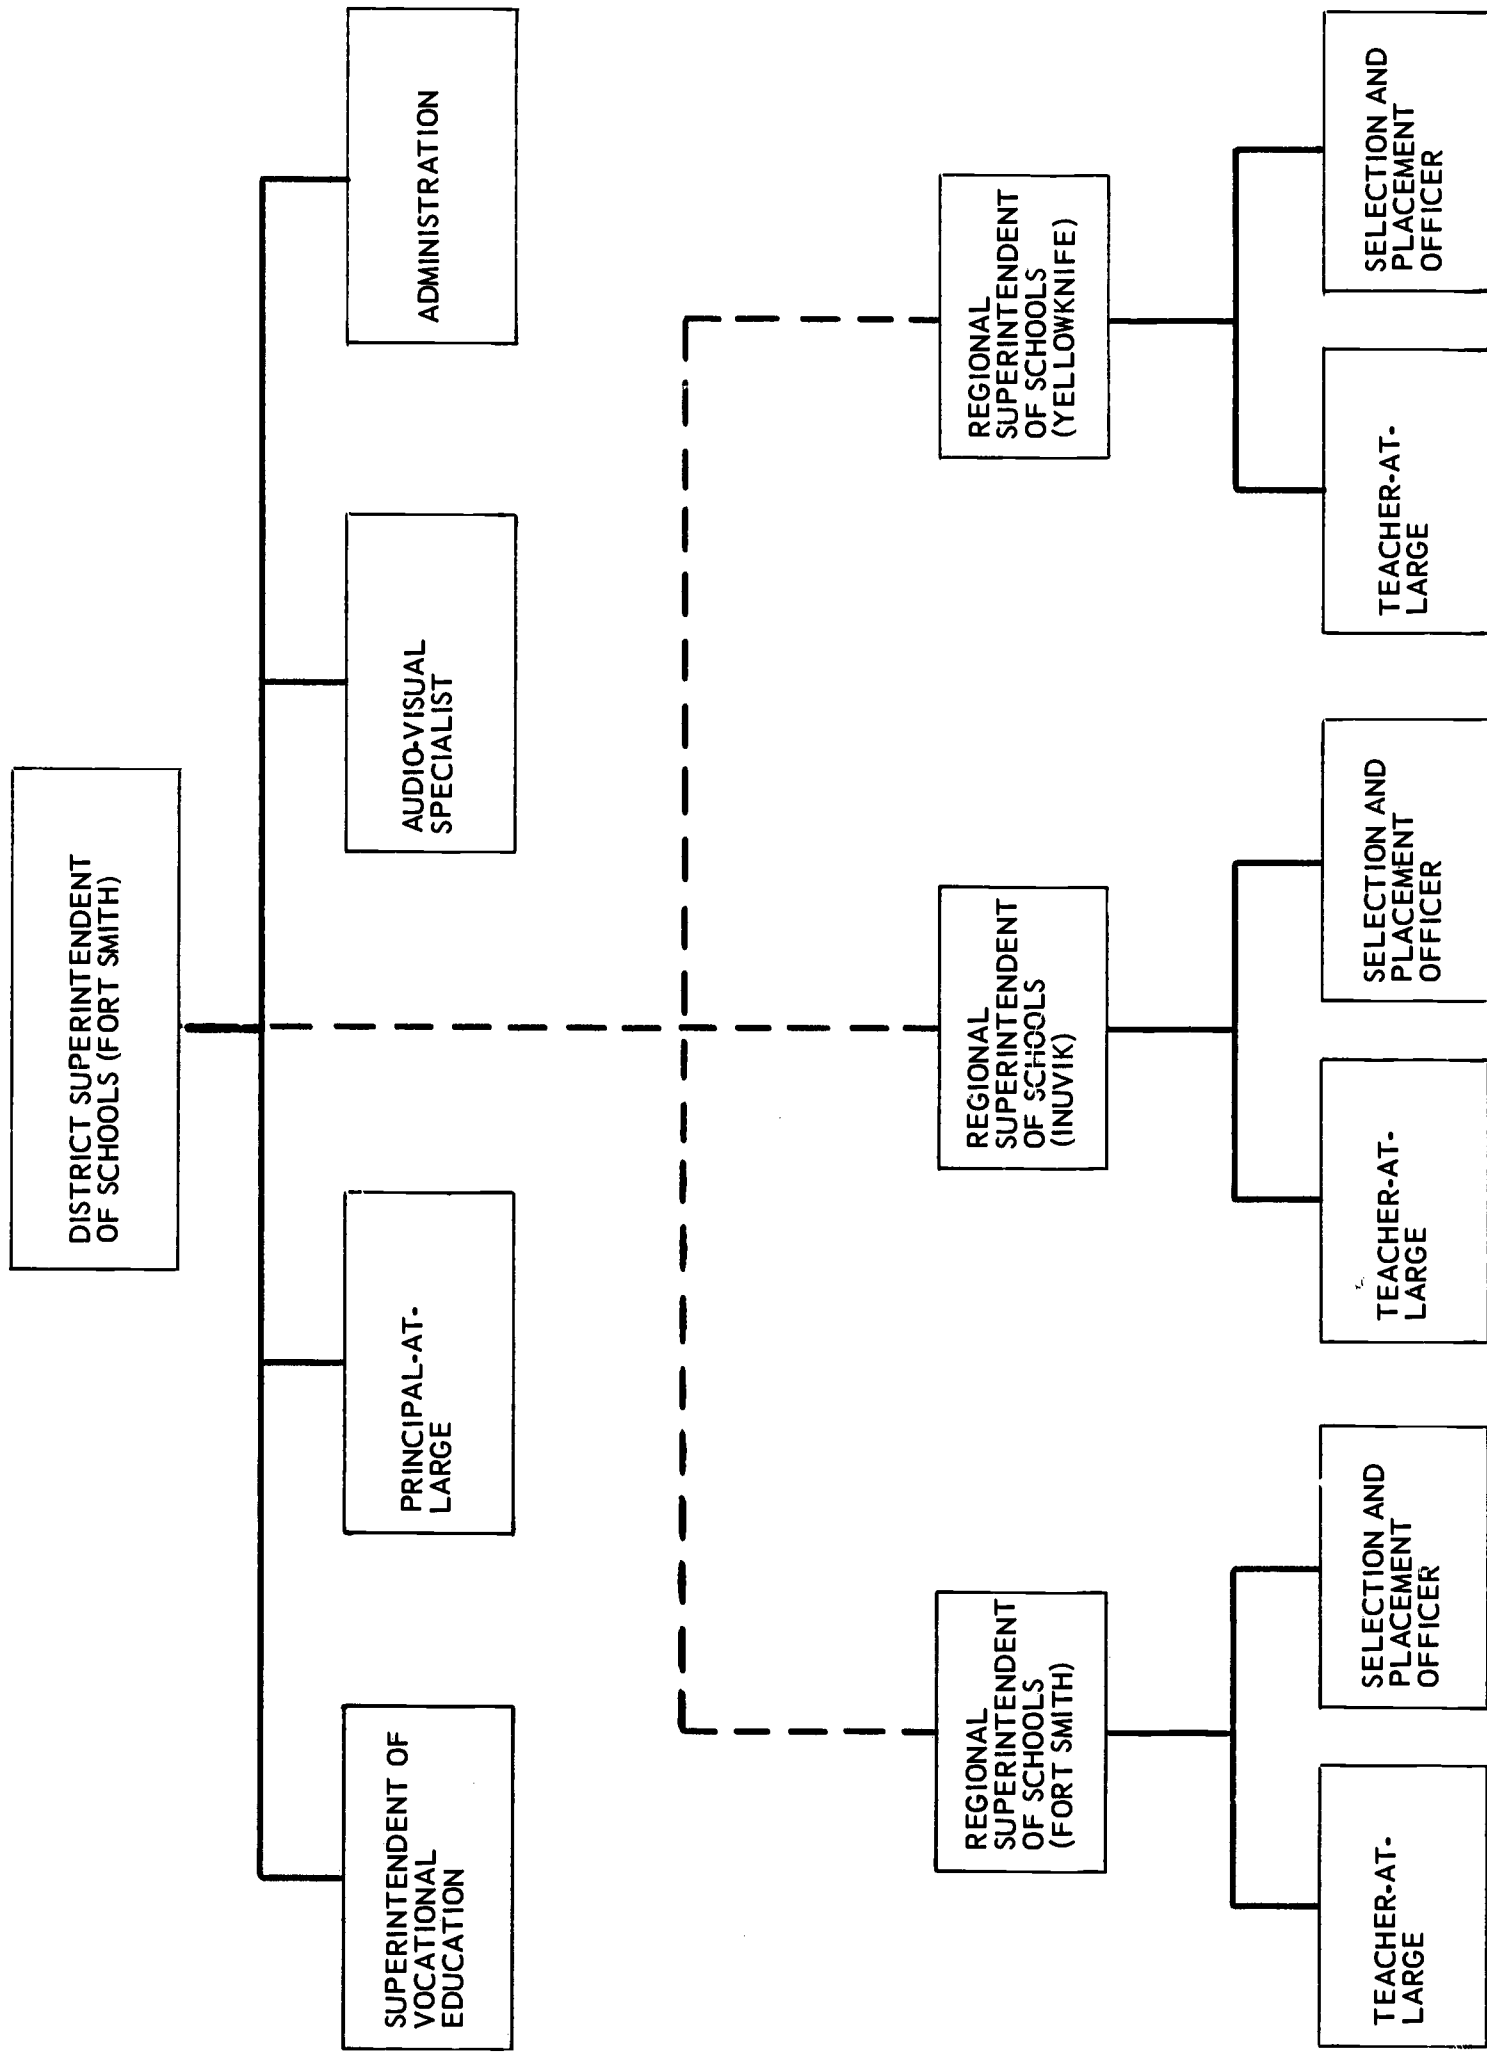 DISTRICT SUPERINTENDENT
OF SCHOOLS (FORT SMITH)
SUPERINTENDENT OF
VOCATIONAL
EDUCATION
PRINCIPAL-AT-
LARGE
AUDIO-VISUAL
SPECIALIST
ADMINISTRATION
REGIONAL
SUPERINTENDENT
OF SCHOOLS
(FORT SMITH)
REGIONAL
SUPERINTENDENT
OF SCHOOLS
(INUVIK)
REGIONAL
SUPERINTENDENT
OF SCHOOLS
(YELLOWKNIFE)
TEACHER-AT-
LARGE
SELECTION AND
PLACEMENT
OFFICER
TEACHER-AT-
LARGE
SELECTION AND
PLACEMENT
OFFICER
TEACHER-AT-
LARGE
SELECTION AND
PLACEMENT
OFFICER